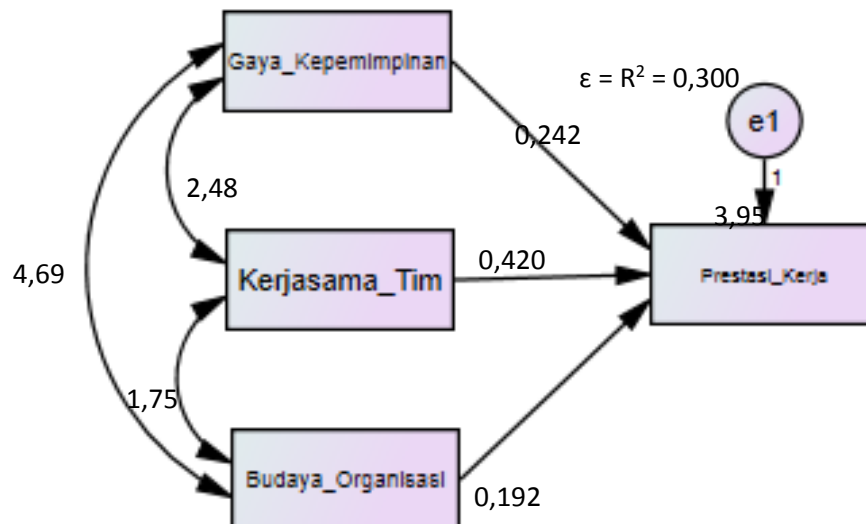 Gaya_Kepemimpinan
ε = R² = 0,300
e1
0,242
1
2,48
3,95
4,69
Kerjasama_Tim
0,420
Prestasi_Kerja
1,75
Budaya_Organisasi
0,192